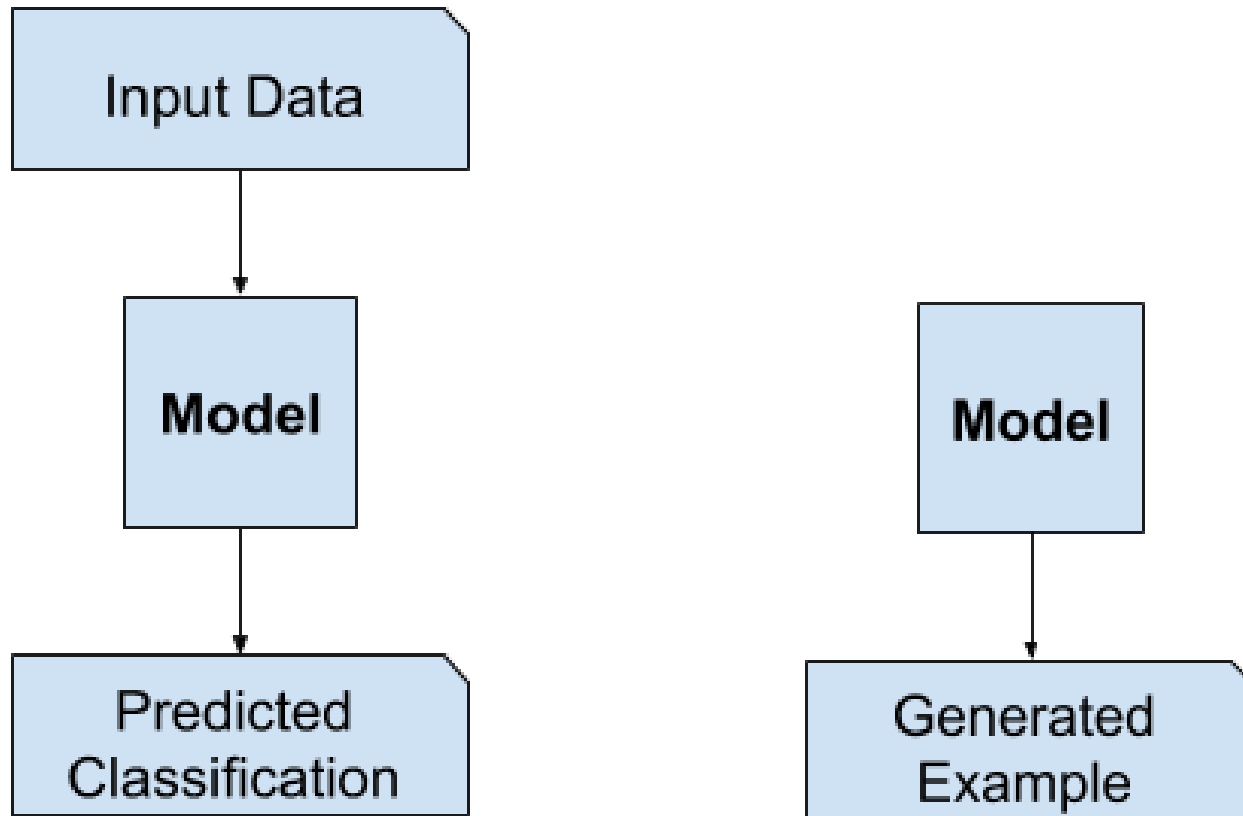 Input Data
Model
Predicted
Classification
Model
Generated
Example